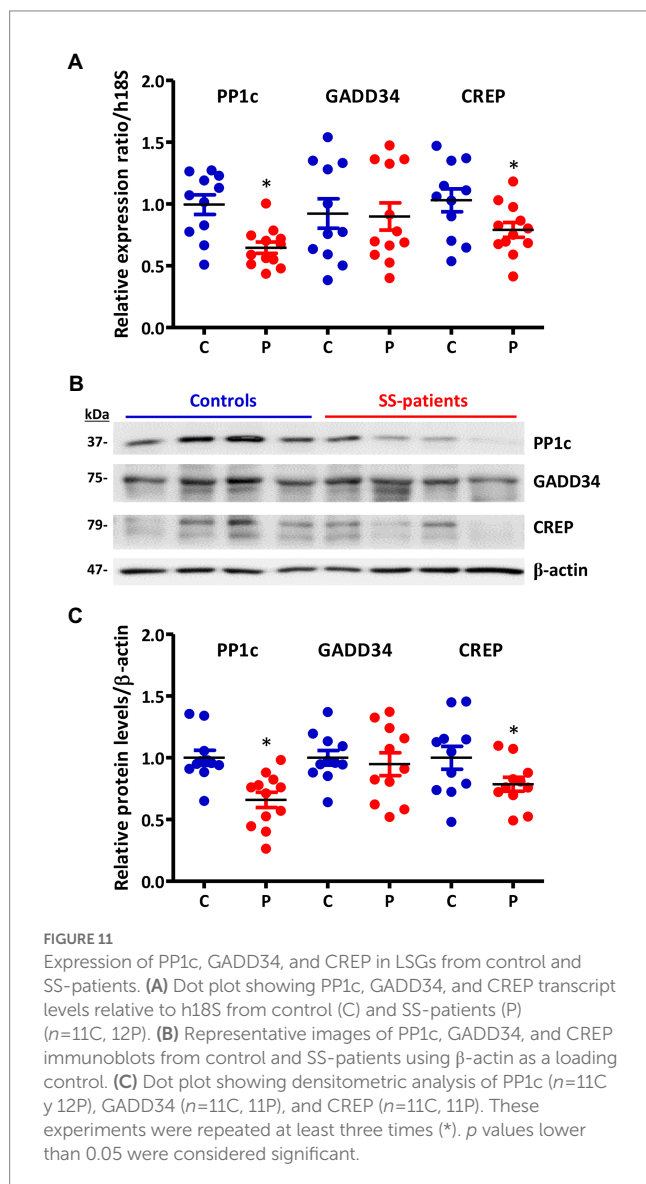 A
Relative expression ratio/h18S
2.0
1.5
1.0
0.5
0.0
PP1c GADD34 CREP
* *
C P C P C P
B
Controls SS-patients
kDa
37- PP1c
75- GADD34
79- CREP
47- β-actin
C
Relative protein levels/β-actin
2.0
1.5
1.0
0.5
0.0
PP1c GADD34 CREP
* *
C P C P C P
FIGURE 11
Expression of PP1c, GADD34, and CREP in LSGs from control and
SS-patients. (A) Dot plot showing PP1c, GADD34, and CREP transcript
levels relative to h18S from control (C) and SS-patients (P)
(n=11C, 12P). (B) Representative images of PP1c, GADD34, and CREP
immunoblots from control and SS-patients using β-actin as a loading
control. (C) Dot plot showing densitometric analysis of PP1c (n=11C
y 12P), GADD34 (n=11C, 11P), and CREP (n=11C, 11P). These
experiments were repeated at least three times (*). p values lower
than 0.05 were considered significant.